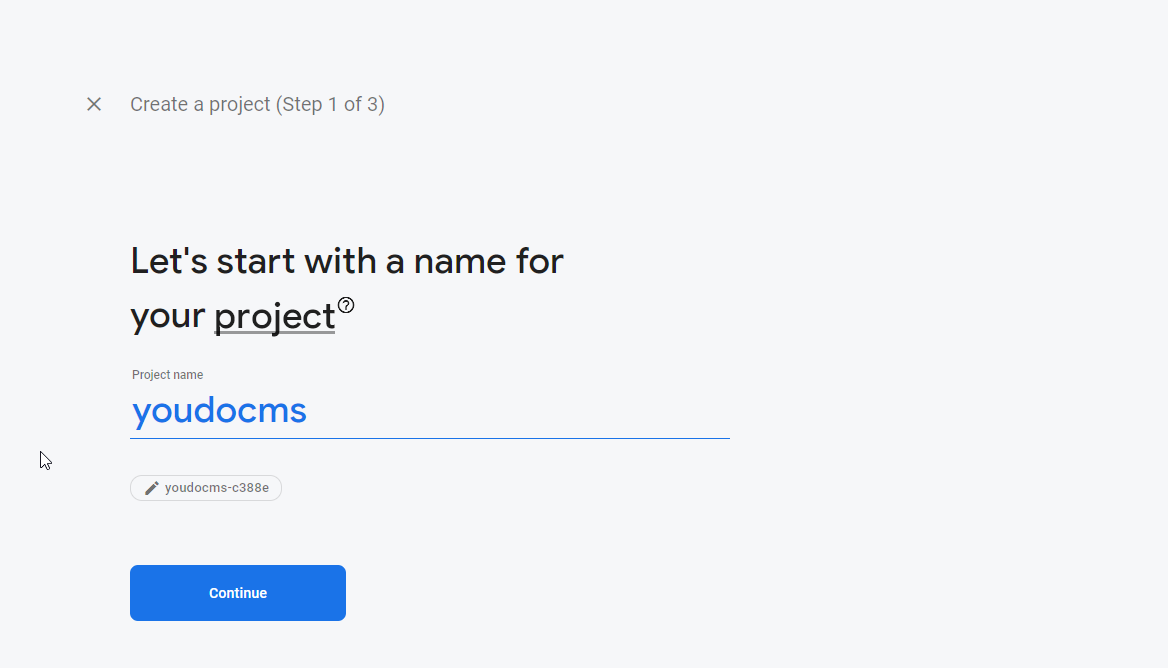 Create a project (Step 1 of 3)
Let's start with a name for
your project
Project name
youdocms
youdocms-c388e
Continue